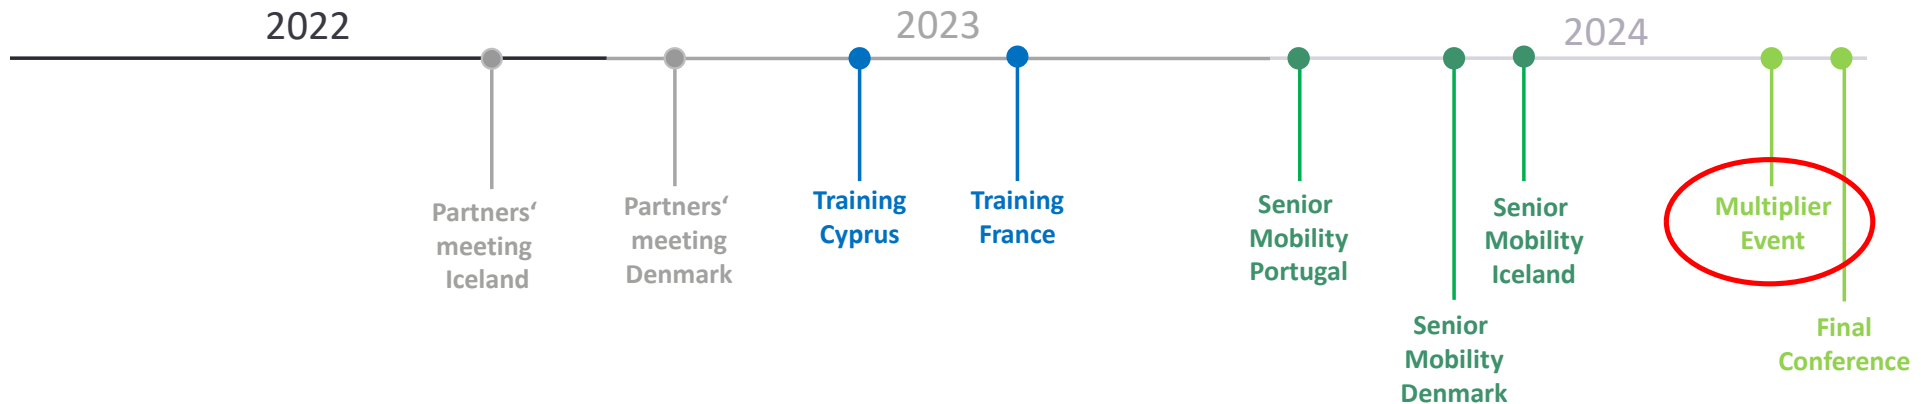 2022
2023
2024
Partners‘
meeting
Iceland
Partners‘
meeting
Denmark
Training
Cyprus
Training
France
Senior
Mobility
Portugal
Senior
Mobility
Denmark
Senior
Mobility
Iceland
Multiplier
Event
Final
Conference